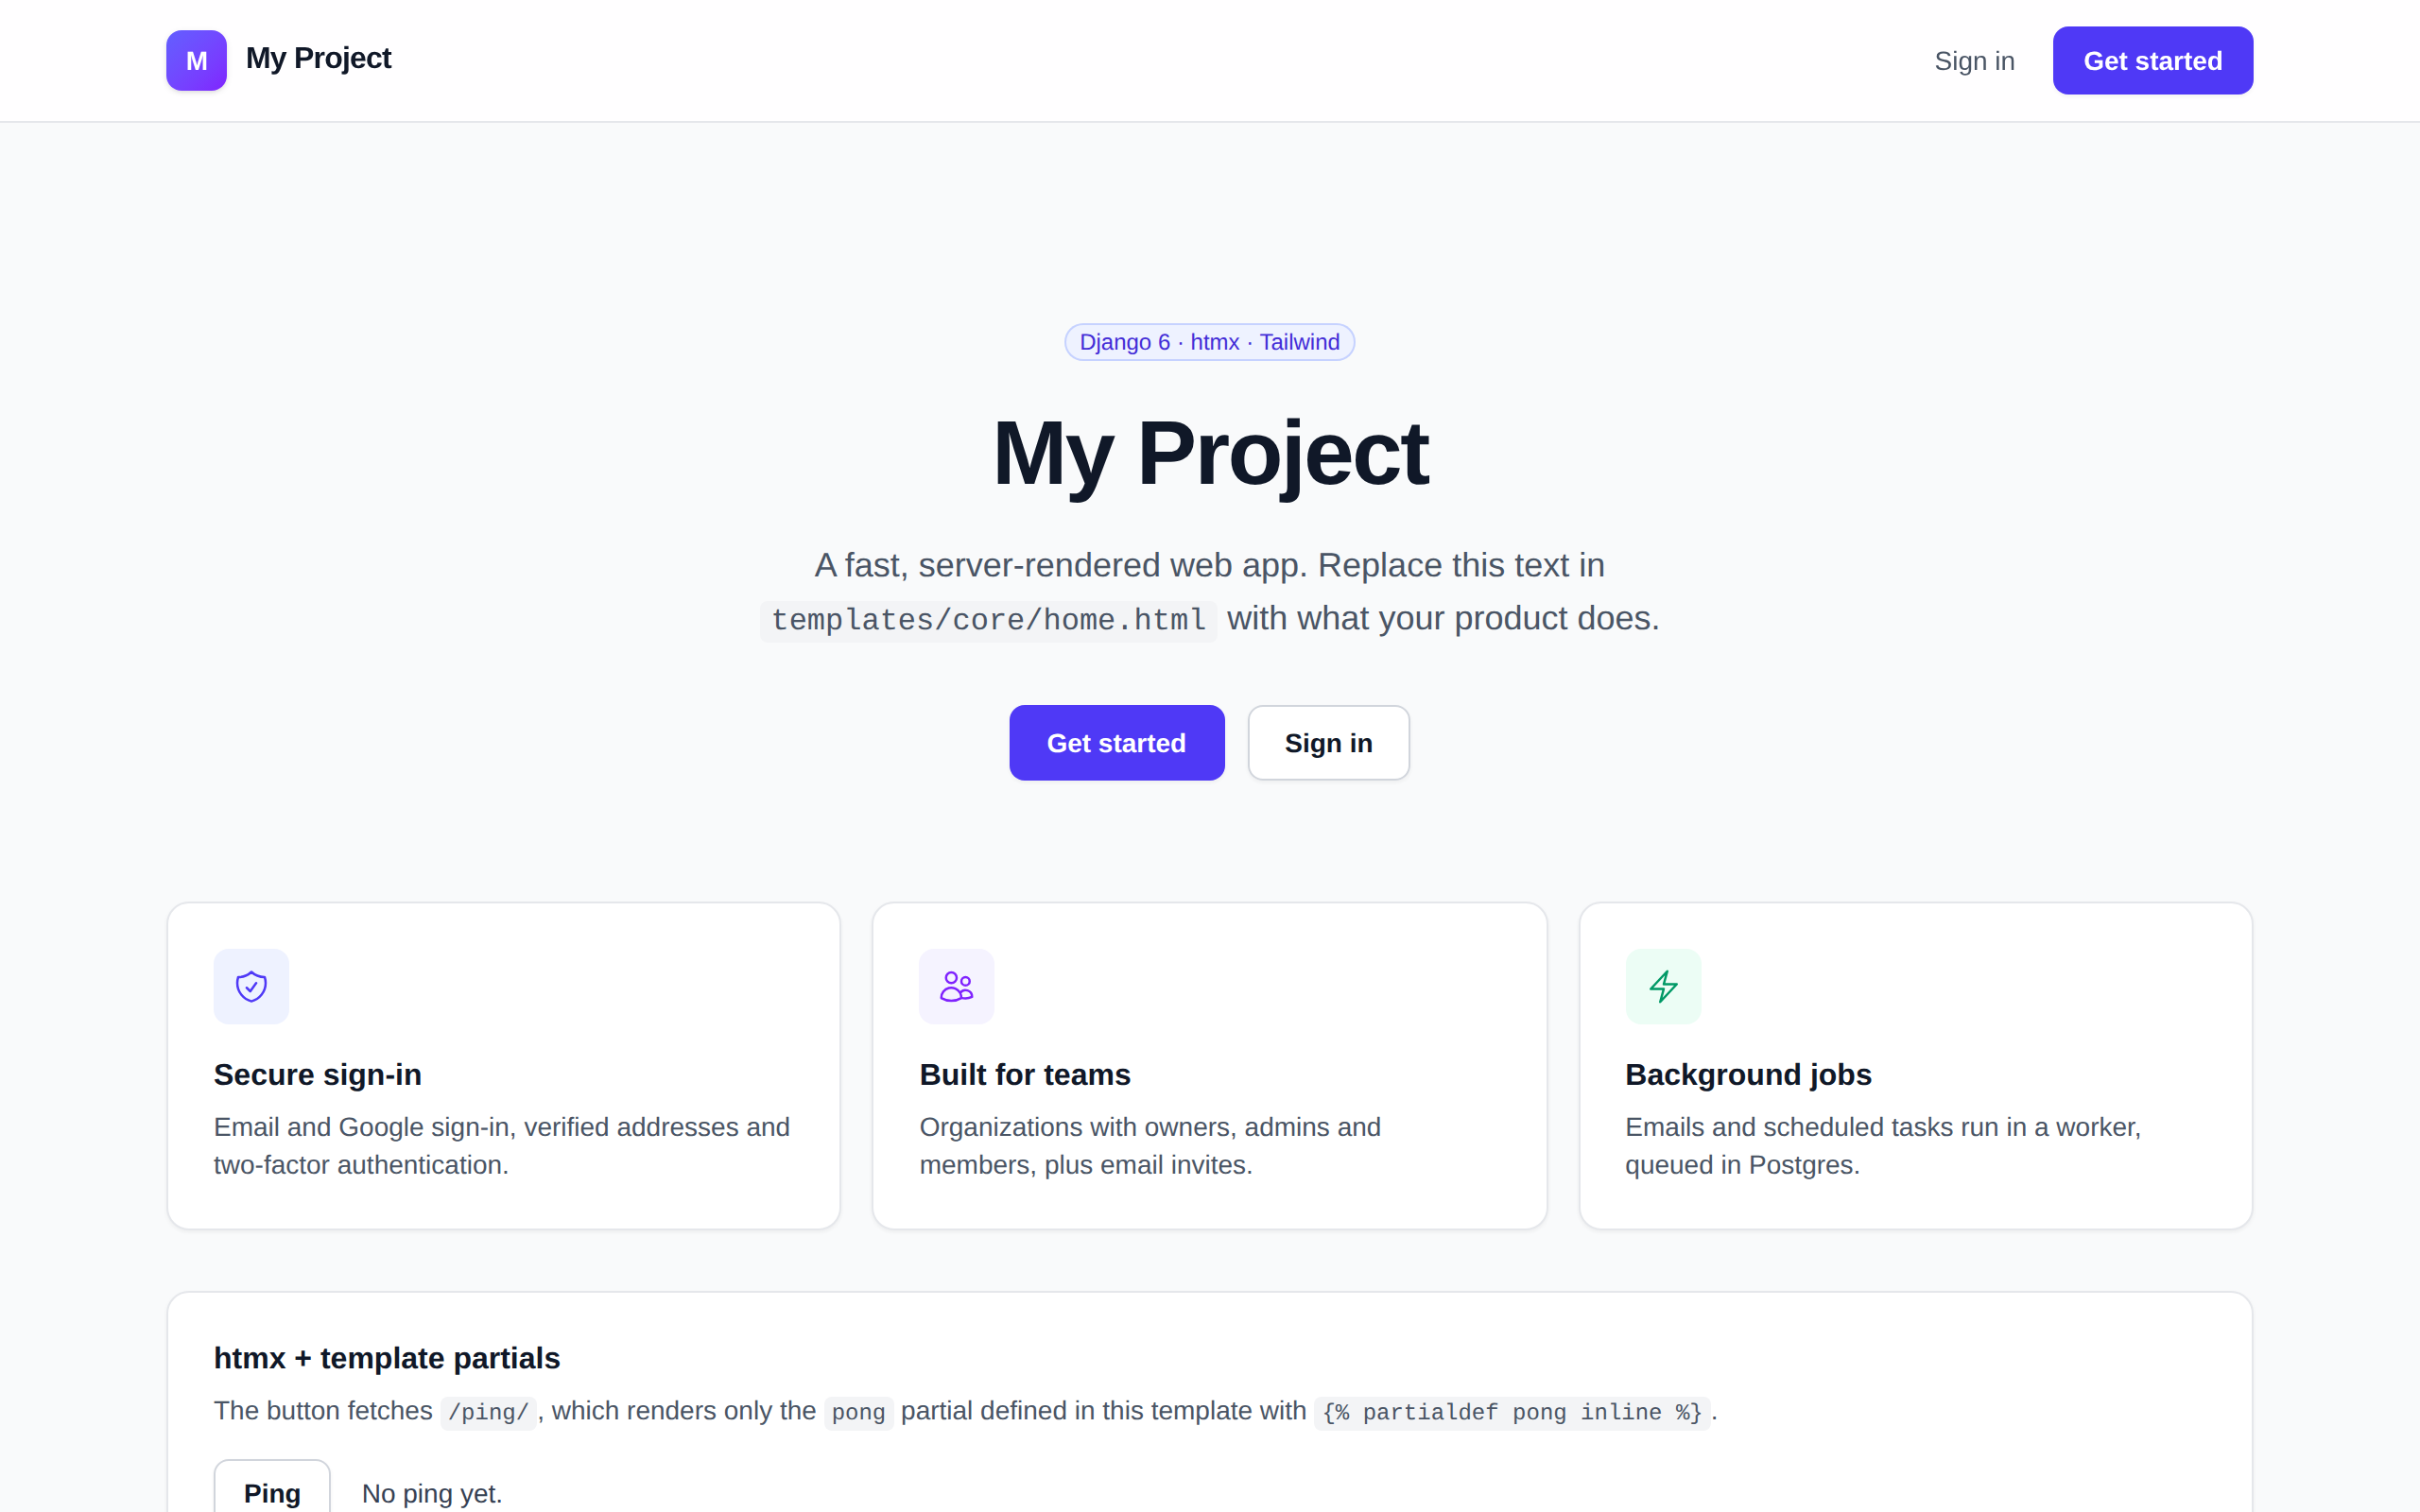 M
My Project
Sign in
Get started
Django 6 · htmx · Tailwind
My Project
A fast, server-rendered web app. Replace this text in
templates/core/home.html with what your product does.
Get started
Sign in
Secure sign-in
Email and Google sign-in, verified addresses and
two-factor authentication.
Built for teams
Organizations with owners, admins and
members, plus email invites.
Background jobs
Emails and scheduled tasks run in a worker,
queued in Postgres.
htmx + template partials
The button fetches /ping/, which renders only the pong partial defined in this template with {% partialdef pong inline %}.
Ping
No ping yet.